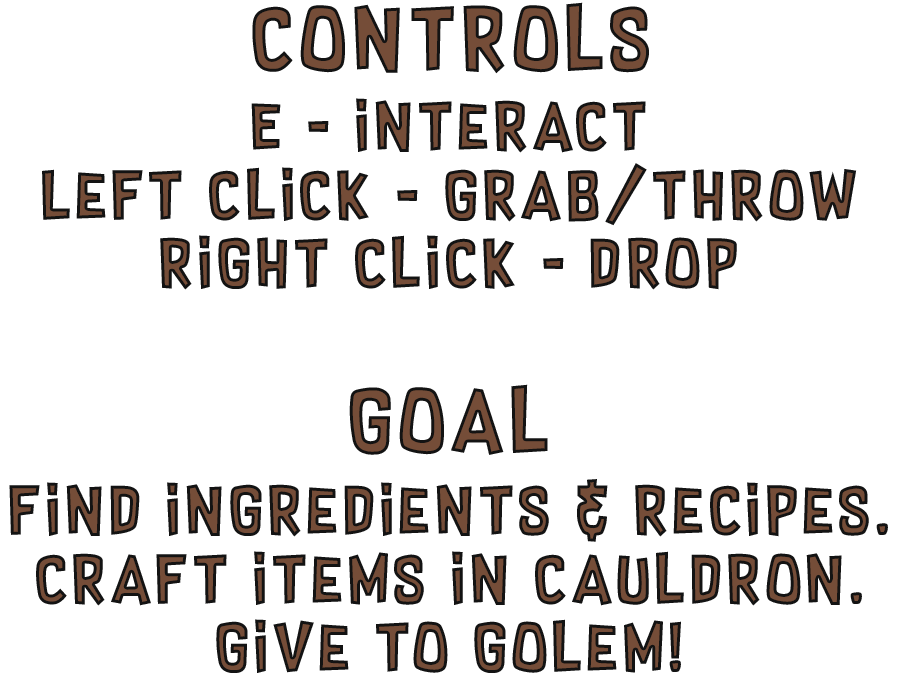 CONTROLS
E - iNTERACT
LEFT CLiCK - GRAB/THROW
RiGHT CLiCK - DROP
GOAL
FiND iNGREDiENTS & RECiPES.
CRAFT iTEMS iN CAULDRON.
GiVE TO GOLEM!